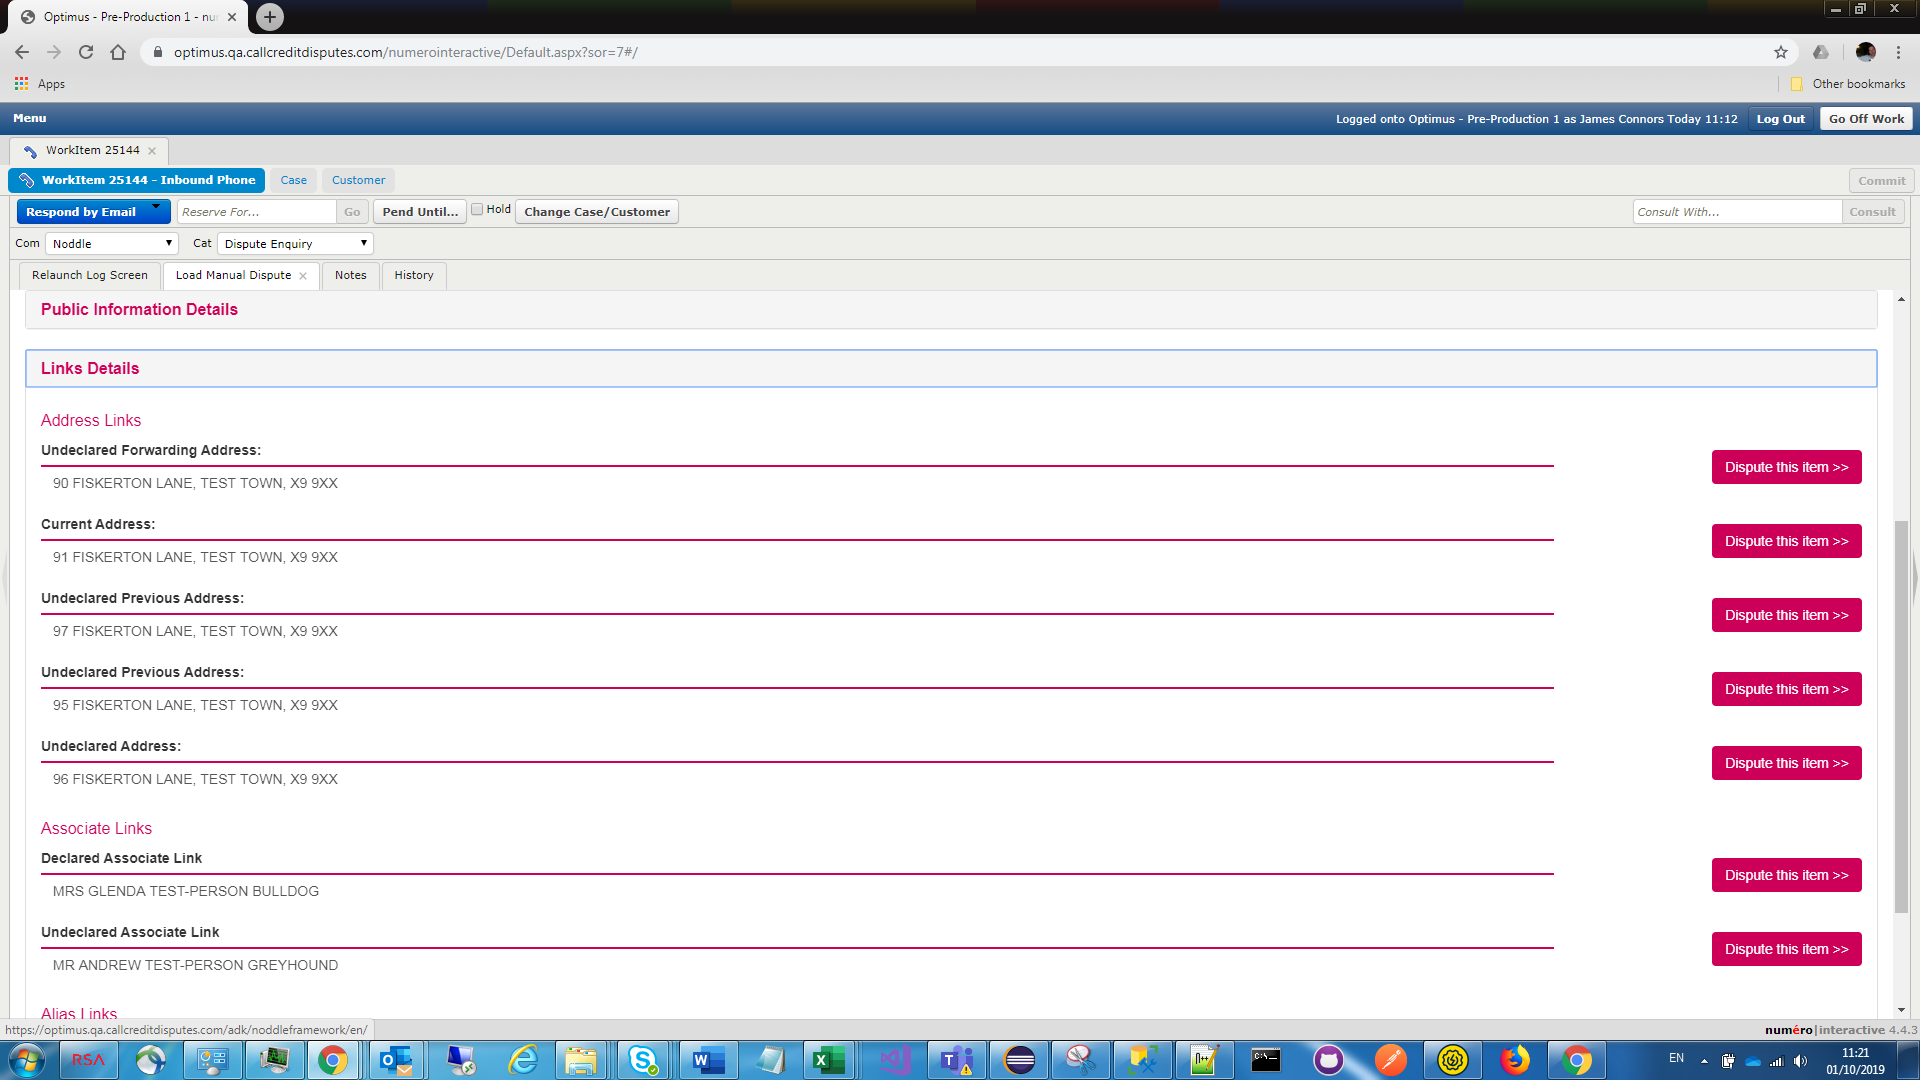 Optimus - Pre-Production 1 - nu
optimus.qa.callcreditdisputes.com/numerointeractive/Default.aspx?sor=7#/
Apps
Other bookmarks
Menu
Logged onto Optimus - Pre-Production 1 as James Connors Today 11:12
Log Out
Go Off Work
WorkItem 25144
WorkItem 25144 - Inbound Phone
Case
Customer
Commit
Respond by Email
Reserve For...
Go
Pend Until...
Hold
Change Case/Customer
Consult With...
Consult
Com
Noddle
Cat
Dispute Enquiry
Relaunch Log Screen
Load Manual Dispute
Notes
History
Public Information Details
Links Details
Address Links
Undeclared Forwarding Address:
Dispute this item >>
90 FISKERTON LANE, TEST TOWN, X9 9XX
Current Address:
Dispute this item >>
91 FISKERTON LANE, TEST TOWN, X9 9XX
Undeclared Previous Address:
Dispute this item >>
97 FISKERTON LANE, TEST TOWN, X9 9XX
Undeclared Previous Address:
Dispute this item >>
95 FISKERTON LANE, TEST TOWN, X9 9XX
Undeclared Address:
Dispute this item >>
96 FISKERTON LANE, TEST TOWN, X9 9XX
Associate Links
Declared Associate Link
Dispute this item >>
MRS GLENDA TEST-PERSON BULLDOG
Undeclared Associate Link
Dispute this item >>
MR ANDREW TEST-PERSON GREYHOUND
Alias Links
https://optimus.qa.callcreditdisputes.com/adk/noddleframework/en/
numéro|interactive 4.4.3
RSA
EN
11:21
01/10/2019